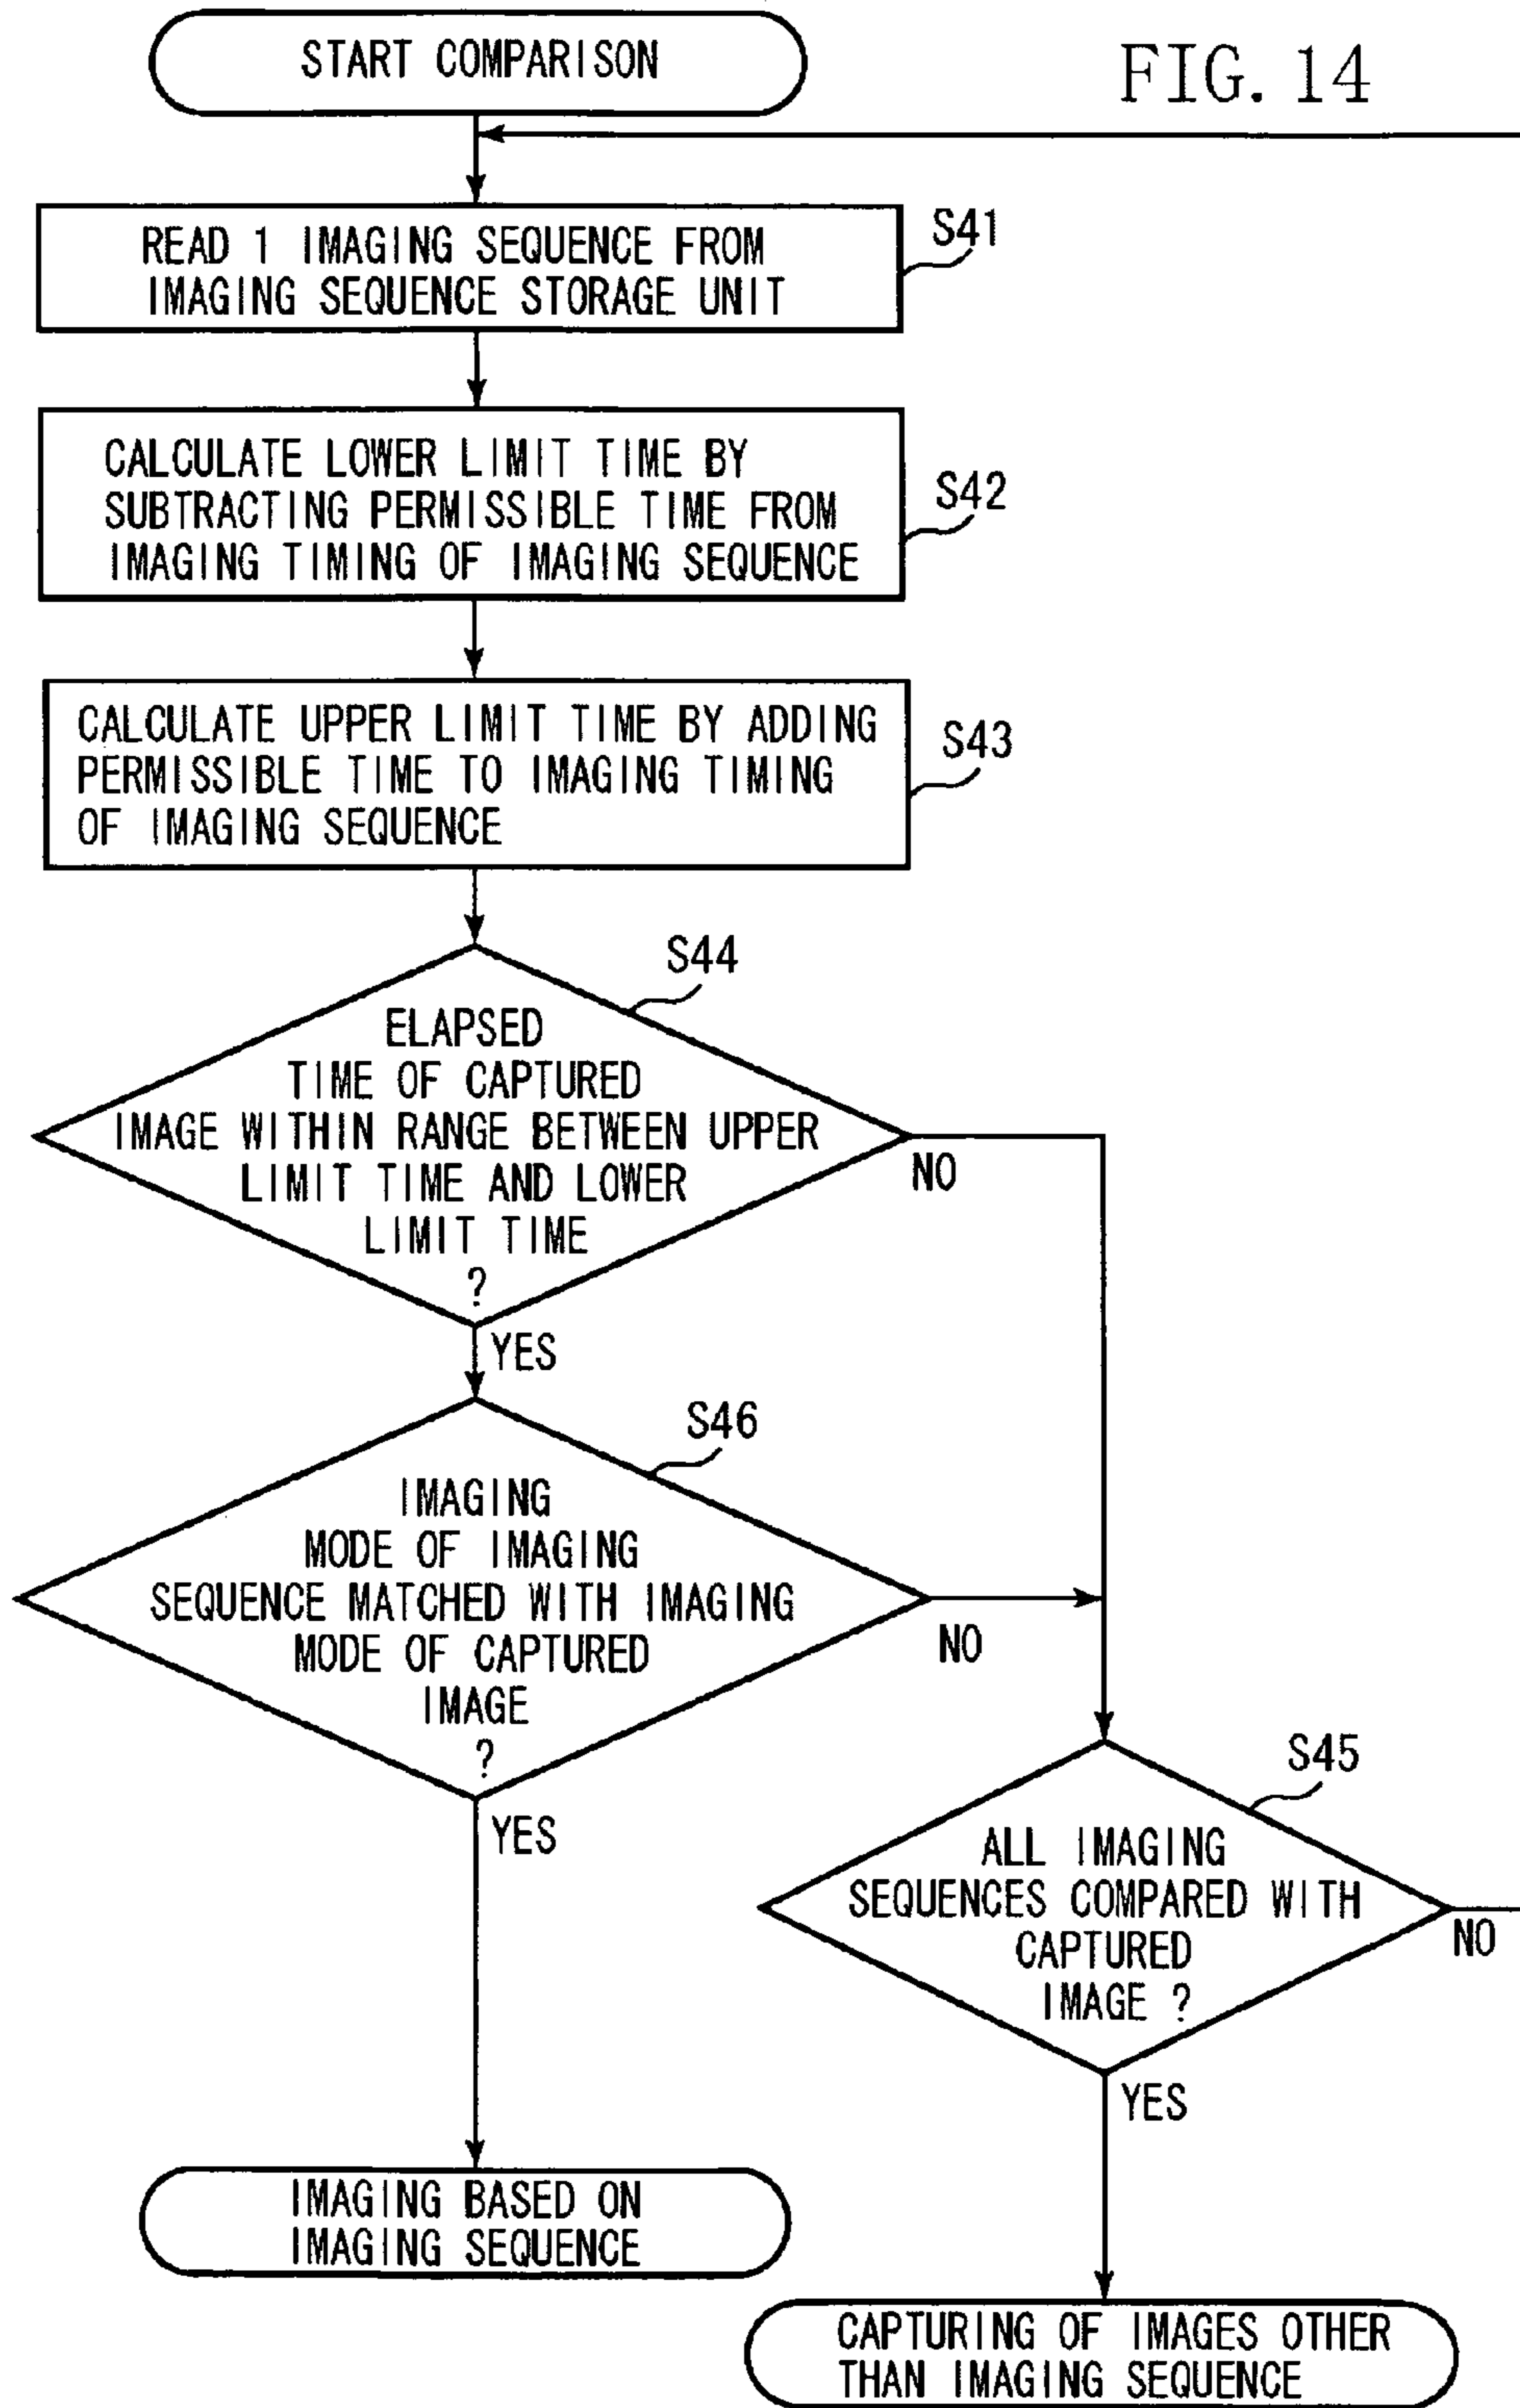 START COMPARISON
FIG. 14
READ 1 IMAGING SEQUENCE FROM
IMAGING SEQUENCE STORAGE UNIT
S41
CALCULATE LOWER LIMIT TIME BY
SUBTRACTING PERMISSIBLE TIME FROM
IMAGING TIMING OF IMAGING SEQUENCE
S42
CALCULATE UPPER LIMIT TIME BY ADDING
PERMISSIBLE TIME TO IMAGING TIMING
OF IMAGING SEQUENCE
S43
S44
ELAPSED
TIME OF CAPTURED
IMAGE WITHIN RANGE BETWEEN UPPER
LIMIT TIME AND LOWER
LIMIT TIME
?
NO
YES
S46
IMAGING
MODE OF IMAGING
SEQUENCE MATCHED WITH IMAGING
MODE OF CAPTURED
IMAGE
?
NO
YES
S45
ALL IMAGING
SEQUENCES COMPARED WITH
CAPTURED
IMAGE ?
NO
YES
IMAGING BASED ON
IMAGING SEQUENCE
CAPTURING OF IMAGES OTHER
THAN IMAGING SEQUENCE